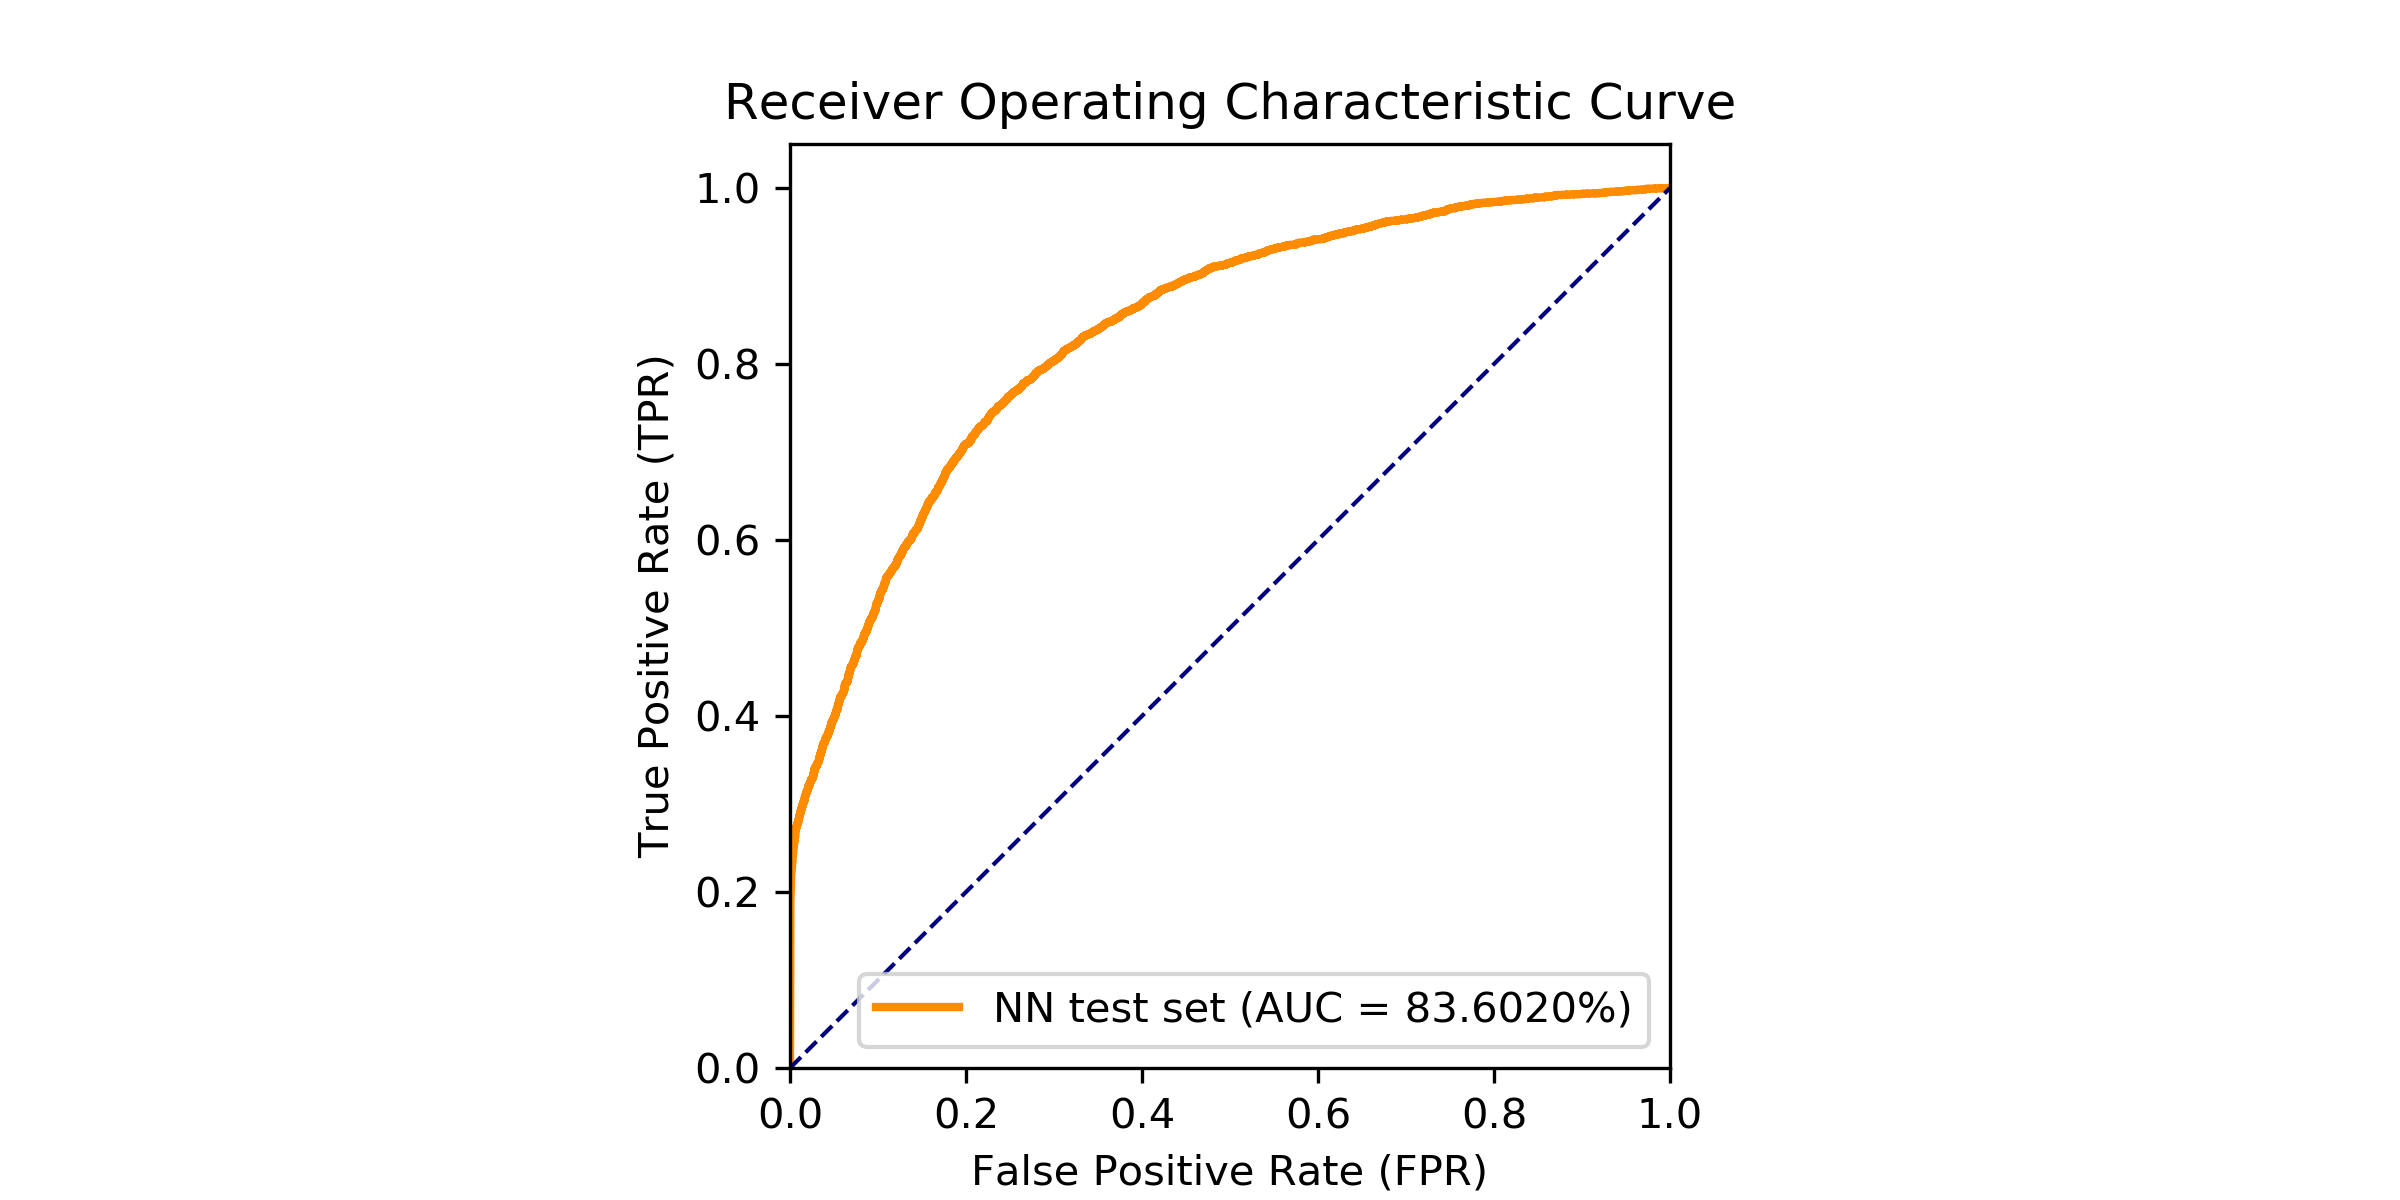 Receiver Operating Characteristic Curve
True Positive Rate (TPR)
1.0
0.8
0.6
0.4
0.2
0.0
NN test set (AUC = 83.6020%)
0.0 0.2 0.4 0.6 0.8 1.0
False Positive Rate (FPR)